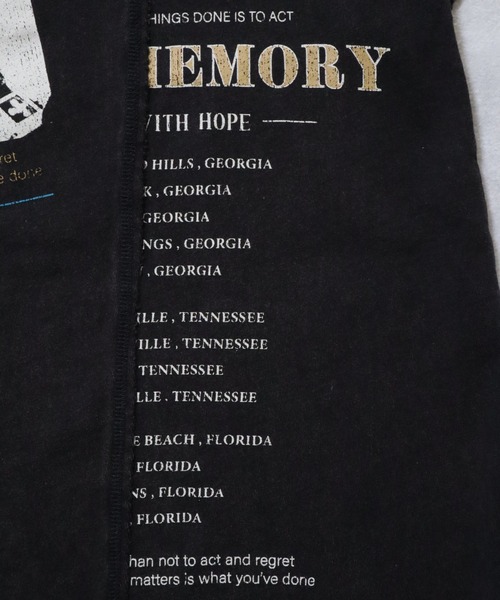 HINGS DONE IS TO ACT
MEMORY
WITH HOPE
HILLS, GEORGIA
K, GEORGIA
GEORGIA
NGS, GEORGIA
, GEORGIA
ILLE, TENNESSEE
ILLE, TENNESSEE
TENNESSEE
LLE, TENNESSEE
E BEACH, FLORIDA
FLORIDA
NS, FLORIDA
, FLORIDA
ret
e done
han not to act and regret
matters is what you've done